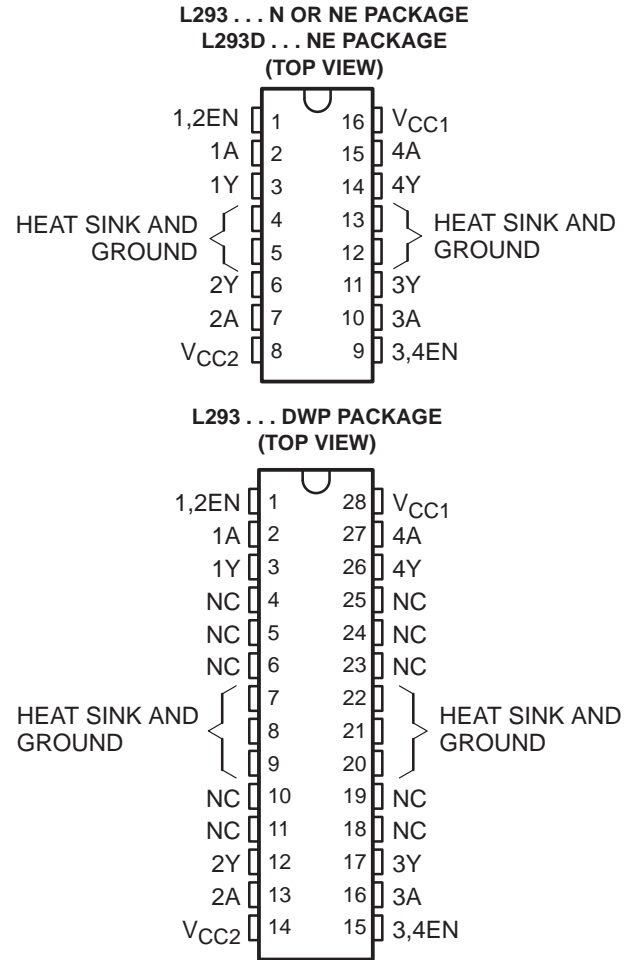 L293 . . . N OR NE PACKAGE
L293D . . . NE PACKAGE
(TOP VIEW)
1,2EN 1 16 VCC1
1A 2 15 4A
1Y 3 14 4Y
HEAT SINK AND GROUND 4 13 HEAT SINK AND GROUND
5 12
2Y 6 11 3Y
2A 7 10 3A
VCC2 8 9 3,4EN
L293 . . . DWP PACKAGE
(TOP VIEW)
1,2EN 1 28 VCC1
1A 2 27 4A
1Y 3 26 4Y
NC 4 25 NC
NC 5 24 NC
NC 6 23 NC
7 22
HEAT SINK AND GROUND 8 21 HEAT SINK AND GROUND
9 20
NC 10 19 NC
NC 11 18 NC
2Y 12 17 3Y
2A 13 16 3A
VCC2 14 15 3,4EN